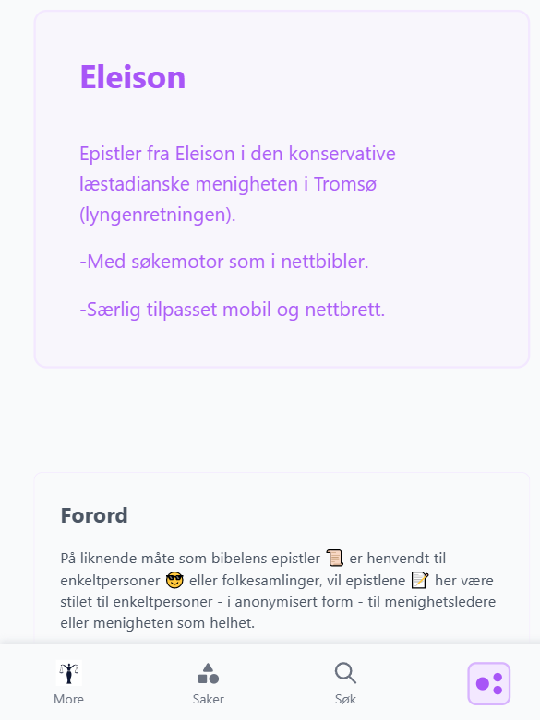 Eleison
Epistler fra Eleison i den konservative
læstadianske menigheten i Tromsø
(lyngenretningen).
-Med søkemotor som i nettbibler.
-Særlig tilpasset mobil og nettbrett.
Forord
På liknende måte som bibelens epistler 📜 er henvendt til
enkeltpersoner 😎 eller folkesamlinger, vil epistlene 📝 her være
stilet til enkeltpersoner - i anonymisert form - til menighetsledere
eller menigheten som helhet.
More
Saker
Søk